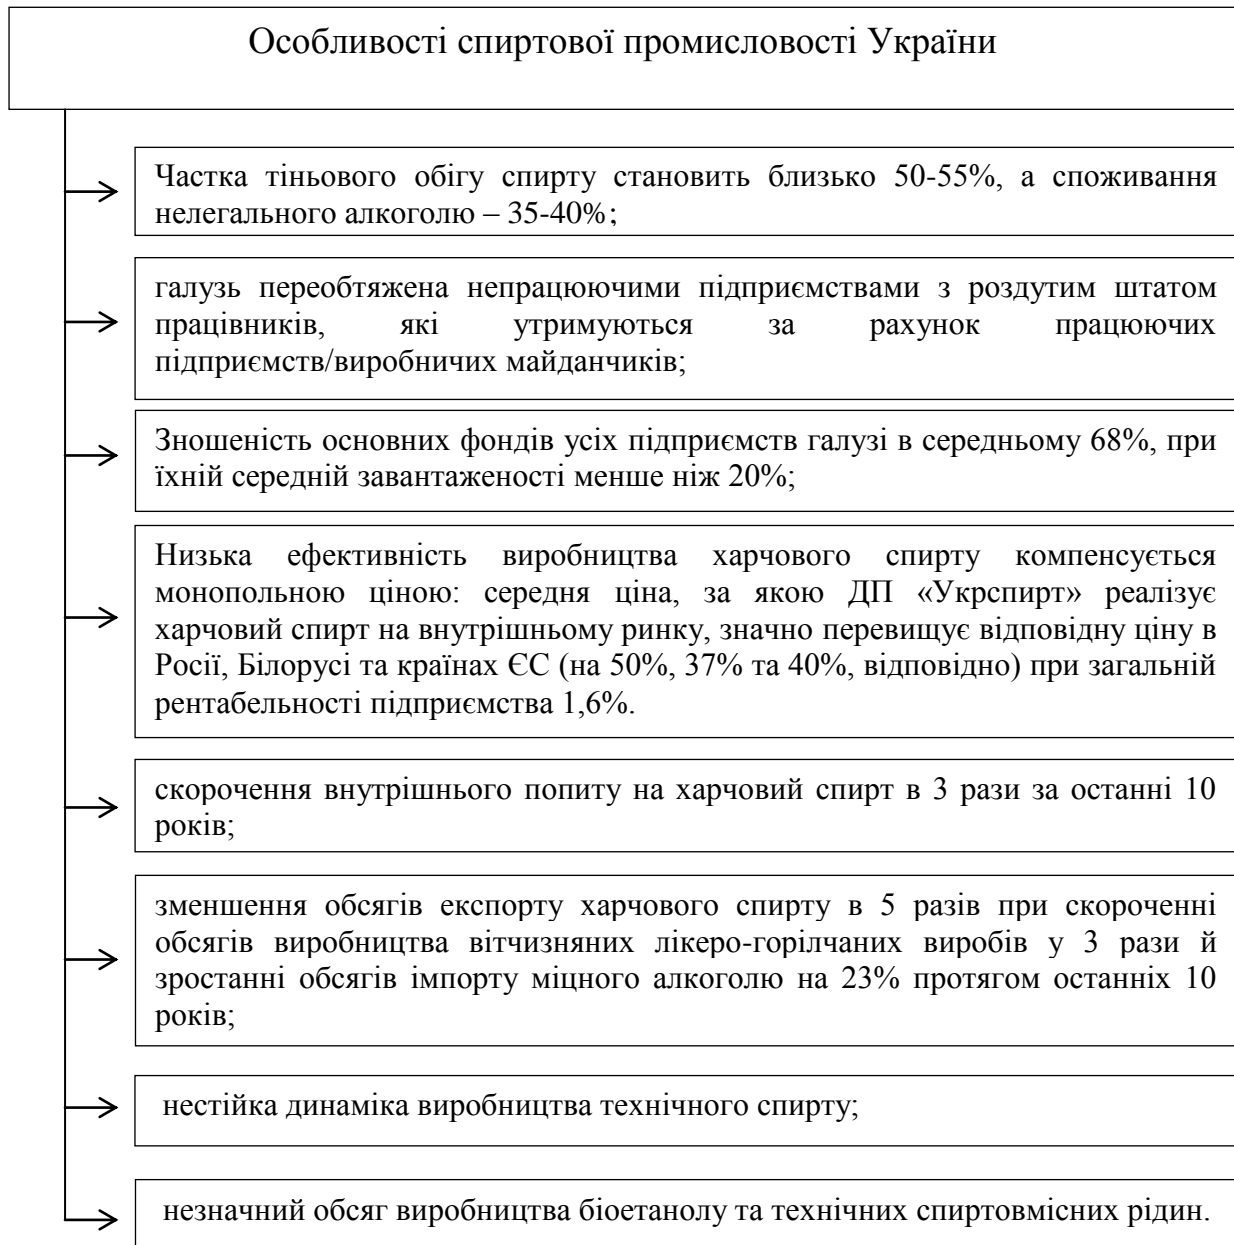 Особливості спиртової промисловості України
Частка тіньового обігу спирту становить близько 50-55%, а споживання
нелегального алкоголю – 35-40%;
галузь переобтяжена непрацюючими підприємствами з роздутим штатом
працівників, які утримуються за рахунок працюючих
підприємств/виробничих майданчиків;
Зношеність основних фондів усіх підприємств галузі в середньому 68%, при
їхній середній завантаженості менше ніж 20%;
Низька ефективність виробництва харчового спирту компенсується
монопольною ціною: середня ціна, за якою ДП «Укрспирт» реалізує
харчовий спирт на внутрішньому ринку, значно перевищує відповідну ціну в
Росії, Білорусі та країнах ЄС (на 50%, 37% та 40%, відповідно) при загальній
рентабельності підприємства 1,6%.
скорочення внутрішнього попиту на харчовий спирт в 3 рази за останні 10
років;
зменшення обсягів експорту харчового спирту в 5 разів при скороченні
обсягів виробництва вітчизняних лікеро-горілчаних виробів у 3 рази й
зростанні обсягів імпорту міцного алкоголю на 23% протягом останніх 10
років;
нестійка динаміка виробництва технічного спирту;
незначний обсяг виробництва біоетанолу та технічних спиртовмісних рідин.